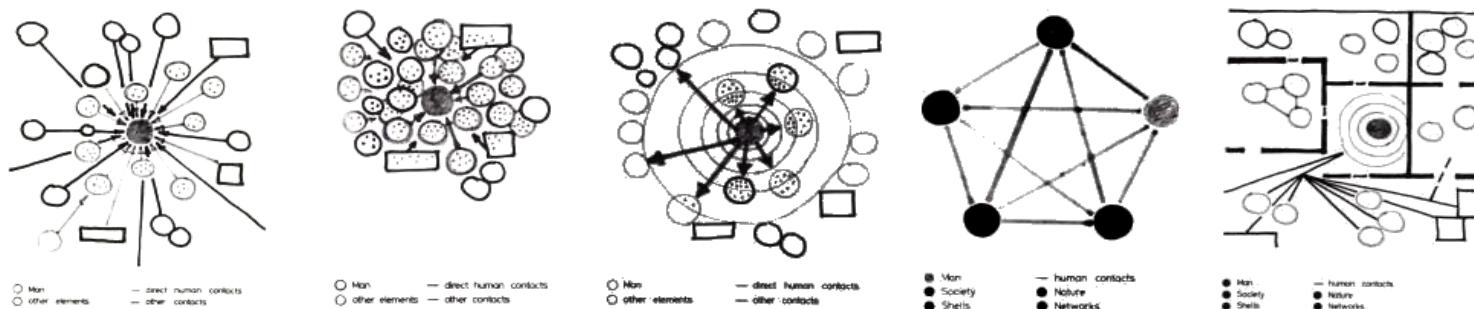 Man
other elements
direct human contacts
other contacts
Man
other elements
direct human contacts
other contacts
Man
other elements
direct human contacts
other contacts
Man
Society
Shells
human contacts
Nature
Networks
Man
Society
Shells
human contacts
Nature
Networks